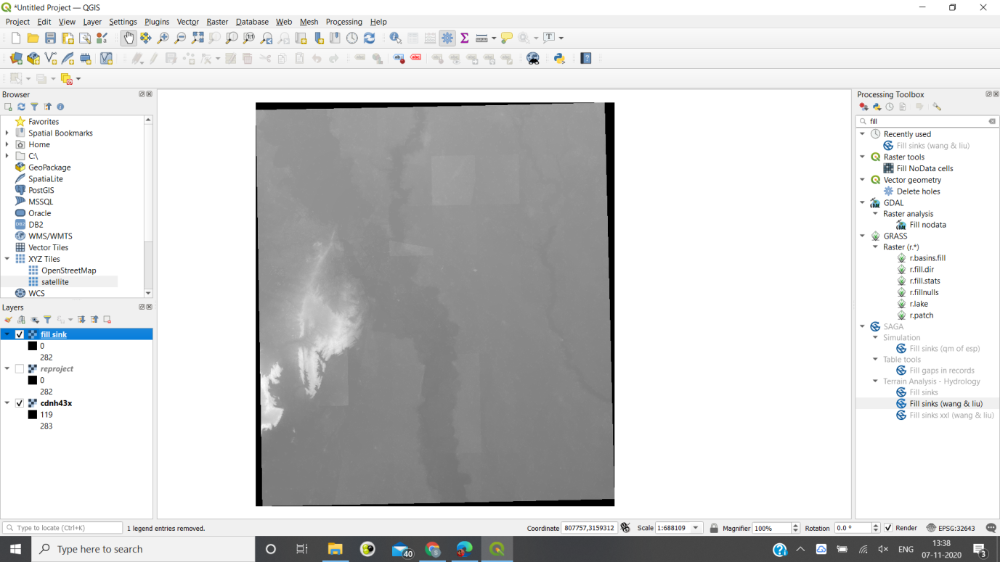 *Untitled Project — QGIS
Project Edit View Layer Settings Plugins Vector Raster Database Web Mesh Processing Help
Browser
Favorites
Spatial Bookmarks
Home
C:\
GeoPackage
SpatiaLite
PostGIS
MSSQL
Oracle
DB2
WMS/WMTS
Vector Tiles
XYZ Tiles
OpenStreetMap
satellite
WCS
Layers
fill sink
0
282
reproject
0
282
cdnh43x
119
283
Processing Toolbox
fill
Recently used
Fill sinks (wang & liu)
Raster tools
Fill NoData cells
Vector geometry
Delete holes
GDAL
Raster analysis
Fill nodata
GRASS
Raster (r.*)
r.basins.fill
r.fill.dir
r.fill.stats
r.fillnulls
r.lake
r.patch
SAGA
Simulation
Fill sinks (qm of esp)
Table tools
Fill gaps in records
Terrain Analysis - Hydrology
Fill sinks
Fill sinks (wang & liu)
Fill sinks xxl (wang & liu)
Type to locate (Ctrl+K) 1 legend entries removed. Coordinate 807757,3159312 Scale 1:688109 Magnifier 100% Rotation 0.0 ° Render EPSG:32643
Type here to search 40 ENG 13:38
07-11-2020 3